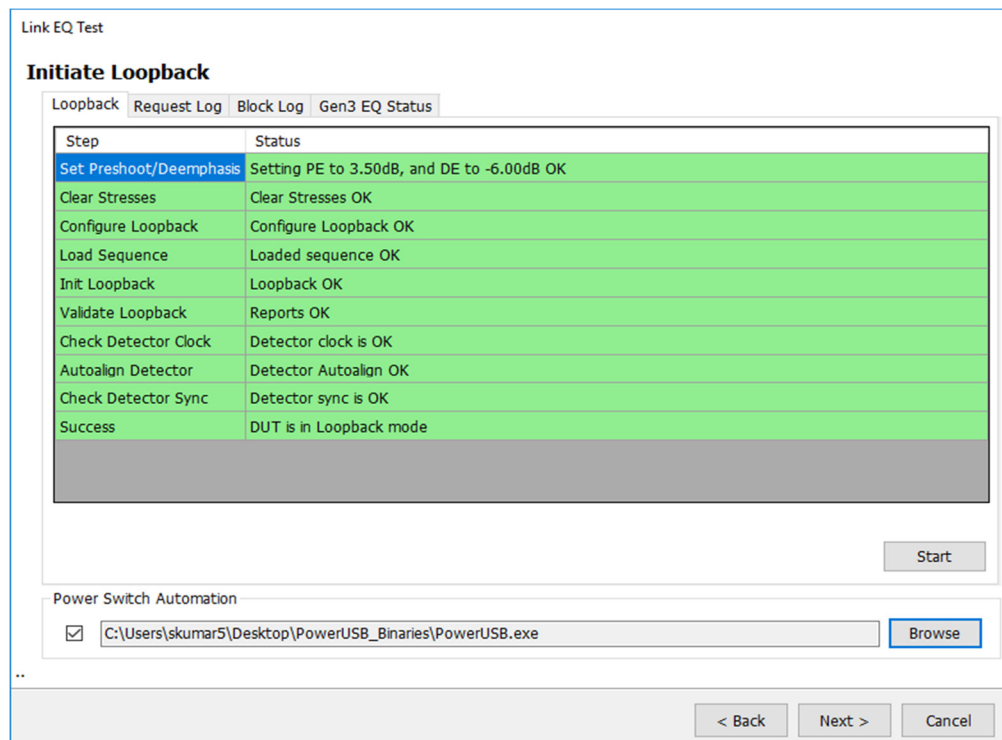 Link EQ Test
Initiate Loopback
Loopback Request Log Block Log Gen3 EQ Status
Step Status
Set Preshoot/Deemphasis Setting PE to 3.50dB, and DE to -6.00dB OK
Clear Stresses Clear Stresses OK
Configure Loopback Configure Loopback OK
Load Sequence Loaded sequence OK
Init Loopback Loopback OK
Validate Loopback Reports OK
Check Detector Clock Detector clock is OK
Autoalign Detector Detector Autoalign OK
Check Detector Sync Detector sync is OK
Success DUT is in Loopback mode
Start
Power Switch Automation
C:\Users\skumar5\Desktop\PowerUSB_Binaries\PowerUSB.exe Browse
..
< Back Next > Cancel